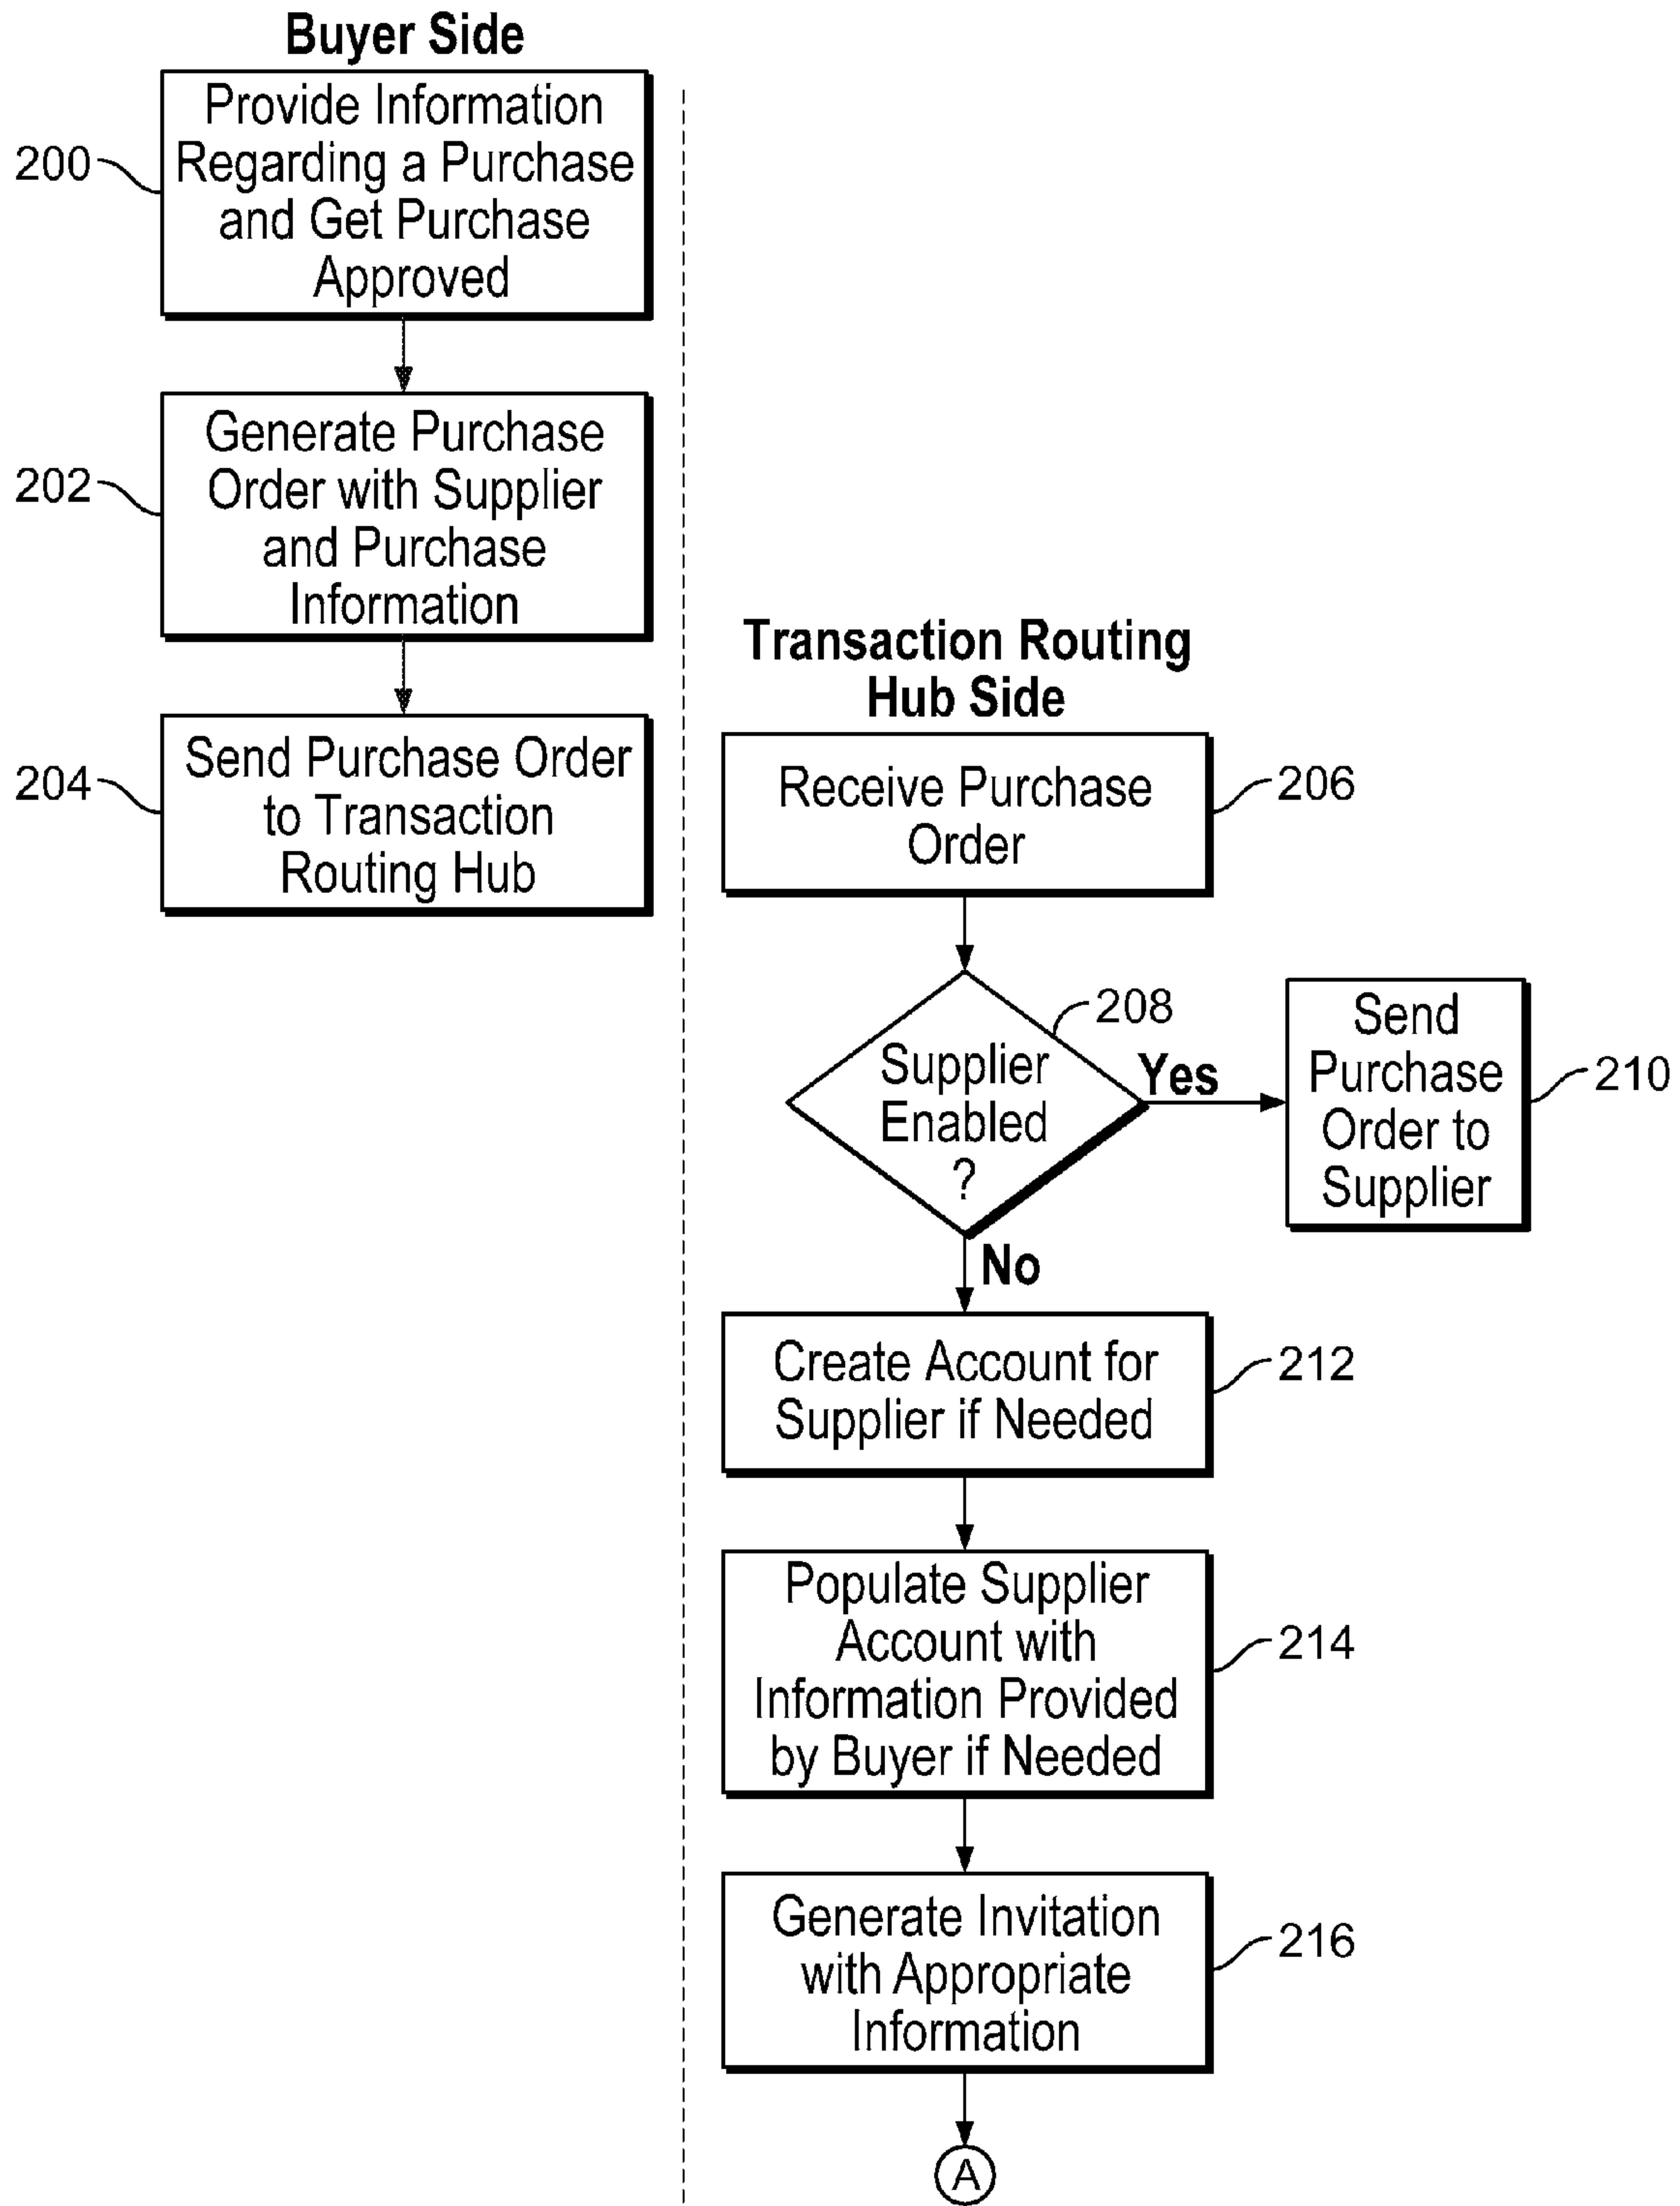 Buyer Side
200
Provide Information
Regarding a Purchase
and Get Purchase
Approved
202
Generate Purchase
Order with Supplier
and Purchase
Information
204
Send Purchase Order
to Transaction
Routing Hub
Transaction Routing
Hub Side
Receive Purchase
Order
206
208
Supplier
Enabled
?
Yes
Send
Purchase
Order to
Supplier
210
No
Create Account for
Supplier if Needed
212
Populate Supplier
Account with
Information Provided
by Buyer if Needed
214
Generate Invitation
with Appropriate
Information
216
A